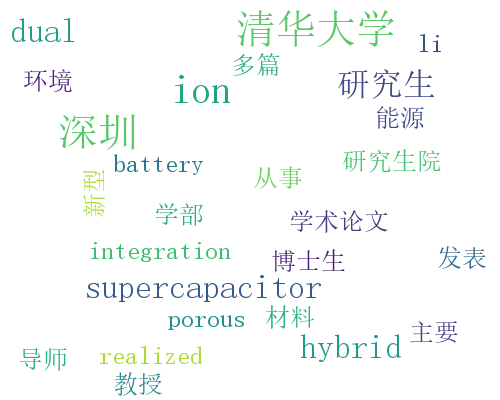 dual
清华大学
li
多篇
环境
ion
研究生
能源
深圳
battery
从事
研究生院
新型
学部
学术论文
integration
博士生
发表
supercapacitor
porous
材料
主要
hybrid
导师
realized
教授